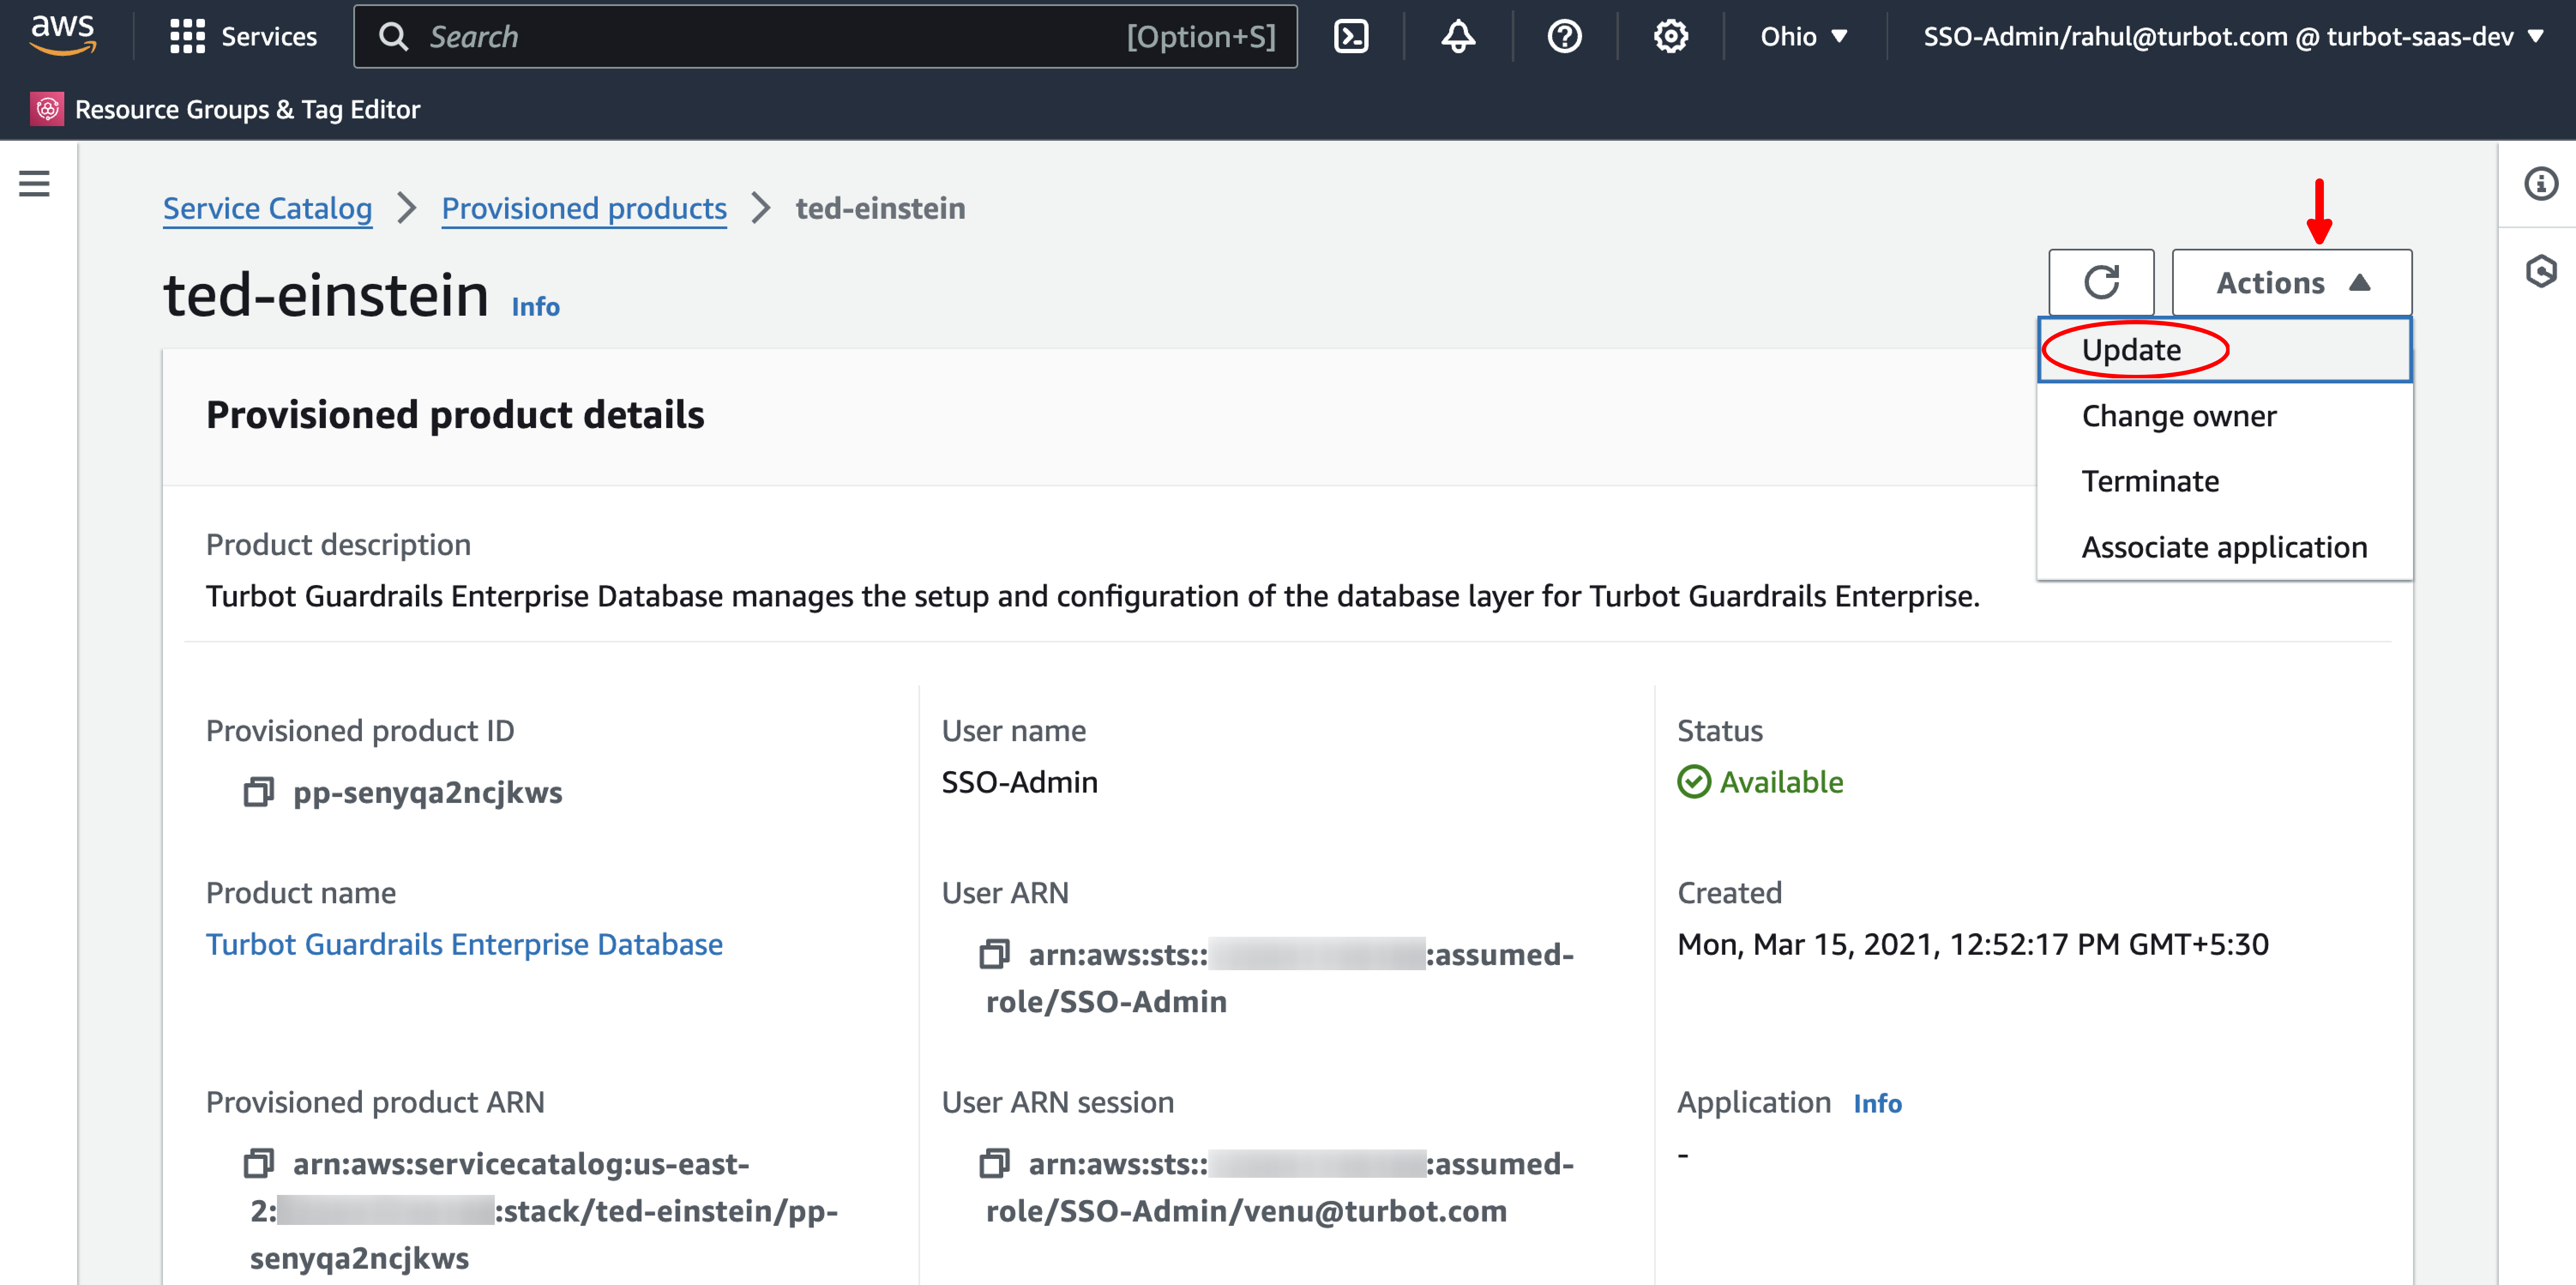 aws
Services
Search [Option+S]
Ohio
SSO-Admin/rahul@turbot.com @ turbot-saas-dev
Resource Groups & Tag Editor
Service Catalog > Provisioned products > ted-einstein
ted-einstein Info
Actions
Update
Change owner
Terminate
Associate application
Provisioned product details
Product description
Turbot Guardrails Enterprise Database manages the setup and configuration of the database layer for Turbot Guardrails Enterprise.
Provisioned product ID
pp-senyqa2ncjkws
User name
SSO-Admin
Status
Available
Product name
Turbot Guardrails Enterprise Database
User ARN
arn:aws:sts:: :assumed-
role/SSO-Admin
Created
Mon, Mar 15, 2021, 12:52:17 PM GMT+5:30
Provisioned product ARN
arn:aws:servicecatalog:us-east-
2: :stack/ted-einstein/pp-
senyqa2ncjkws
User ARN session
arn:aws:sts:: :assumed-
role/SSO-Admin/venu@turbot.com
Application Info
-